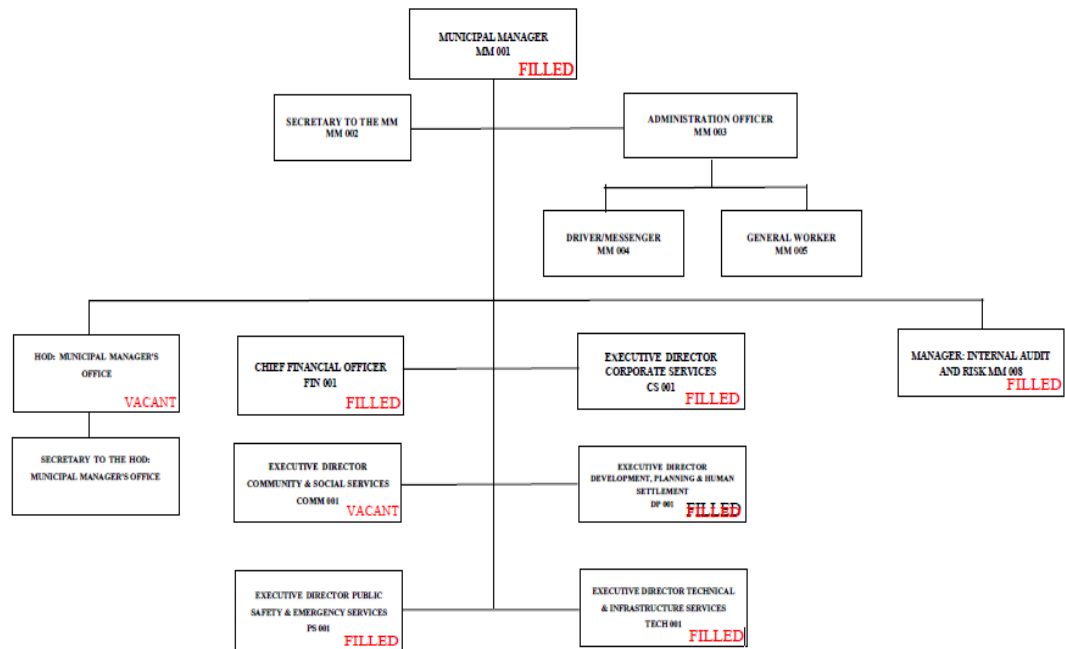 MUNICIPAL MANAGER
MM 001
FILLED
SECRETARY TO THE MM
MM 002
ADMINISTRATION OFFICER
MM 003
DRIVER/MESSENGER
MM 004
GENERAL WORKER
MM 005
HOD: MUNICIPAL MANAGER'S
OFFICE
VACANT
CHIEF FINANCIAL OFFICER
FIN 001
FILLED
EXECUTIVE DIRECTOR
CORPORATE SERVICES
CS 001
FILLED
MANAGER: INTERNAL AUDIT
AND RISK MM 008
FILLED
SECRETARY TO THE HOD:
MUNICIPAL MANAGER'S OFFICE
EXECUTIVE DIRECTOR
COMMUNITY & SOCIAL SERVICES
COMM 001
VACANT
EXECUTIVE DIRECTOR
DEVELOPMENT, PLANNING & HUMAN
SETTLEMENT
DP 001
FILLED
EXECUTIVE DIRECTOR PUBLIC
SAFETY & EMERGENCY SERVICES
PS 001
FILLED
EXECUTIVE DIRECTOR TECHNICAL
& INFRASTRUCTURE SERVICES
TECH 001
FILLED